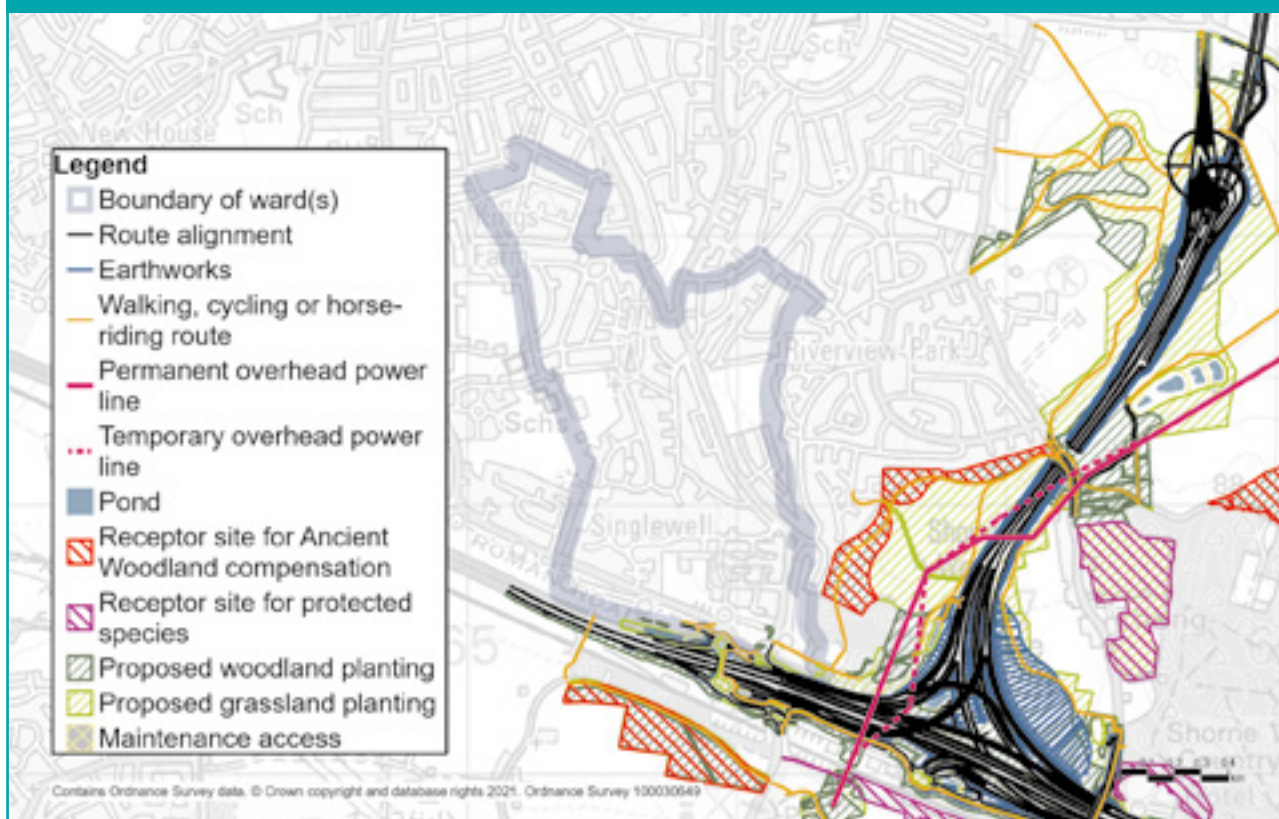 Sch
New House
Sch
Legend
Boundary of ward(s)
Route alignment
Earthworks
Walking, cycling or horse-
riding route
Permanent overhead power
line
Temporary overhead power
line
Pond
Receptor site for Ancient
Woodland compensation
Receptor site for protected
species
Proposed woodland planting
Proposed grassland planting
Maintenance access
Sch
Riverview Park
Schs
Singlewell
65
Shorne
Contains Ordnance Survey data. © Crown copyright and database rights 2021. Ordnance Survey 100030649